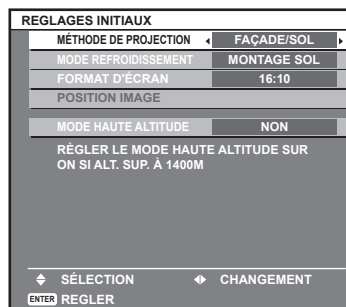 REGLAGES INITIAUX
MÉTHODE DE PROJECTION FAÇADE/SOL
MODE REFROIDISSEMENT MONTAGE SOL
FORMAT D'ÉCRAN 16:10
POSITION IMAGE
MODE HAUTE ALTITUDE NON
RÈGLER LE MODE HAUTE ALTITUDE SUR
ON SI ALT. SUP. À 1400M
SÉLECTION CHANGEMENT
ENTER REGLER